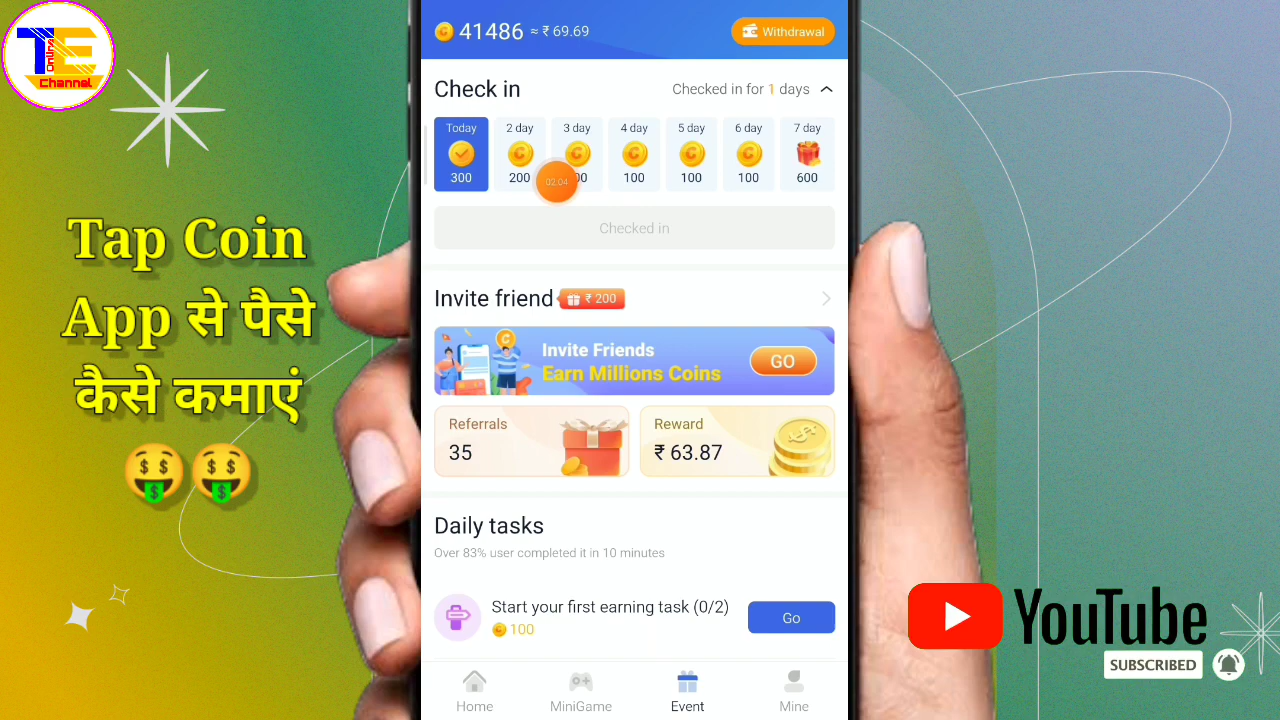 TE
Online
Channel
Tap Coin
App से पैसे
कैसे कमाएं
41486 ≈ ₹ 69.69
Withdrawal
Check in
Checked in for 1 days
Today
2 day
3 day
4 day
5 day
6 day
7 day
300
200
100
100
100
600
02:04
Checked in
Invite friend
₹ 200
Invite Friends
Earn Millions Coins
GO
Referrals
35
Reward
₹ 63.87
Daily tasks
Over 83% user completed it in 10 minutes
Start your first earning task (0/2)
100
Go
Home
MiniGame
Event
Mine
YouTube
SUBSCRIBED